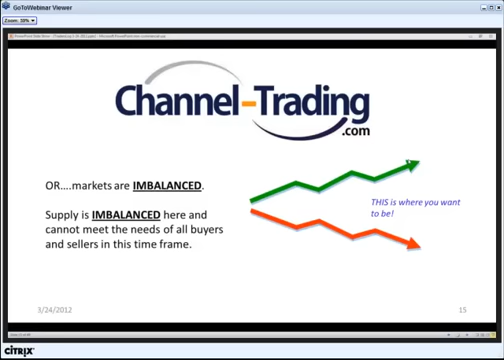 GoToWebinar Viewer
Zoom: 38%
Channel-Trading
.com
OR....markets are IMBALANCED.
THIS is where you want
to be!
Supply is IMBALANCED here and
cannot meet the needs of all buyers
and sellers in this time frame.
3/24/2012
15
CITRIX